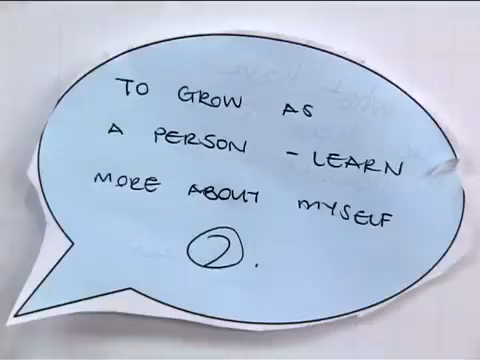 TO GROW AS
A PERSON - LEARN
MORE ABOUT MYSELF
2.